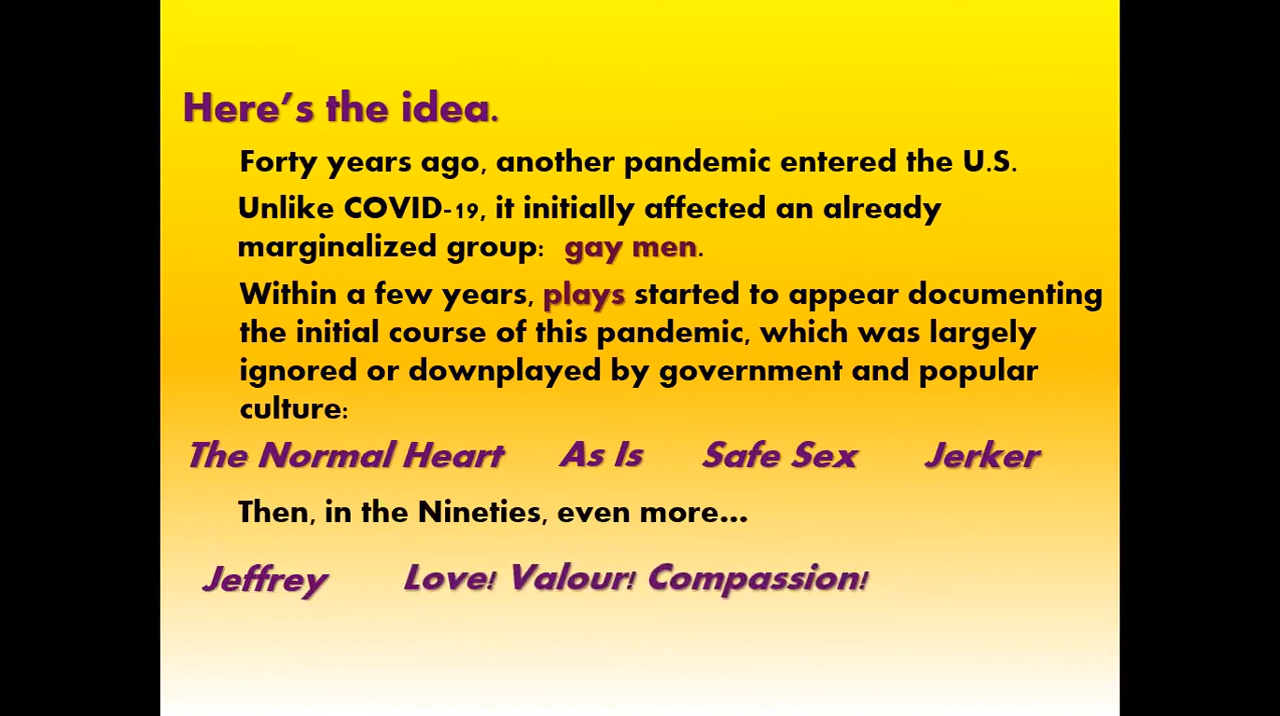 Here's the idea.
Forty years ago, another pandemic entered the U.S.
Unlike COVID-19, it initially affected an already
marginalized group: gay men.
Within a few years, plays started to appear documenting
the initial course of this pandemic, which was largely
ignored or downplayed by government and popular
culture:
The Normal Heart As Is Safe Sex Jerker
Then, in the Nineties, even more...
Jeffrey Love! Valour! Compassion!